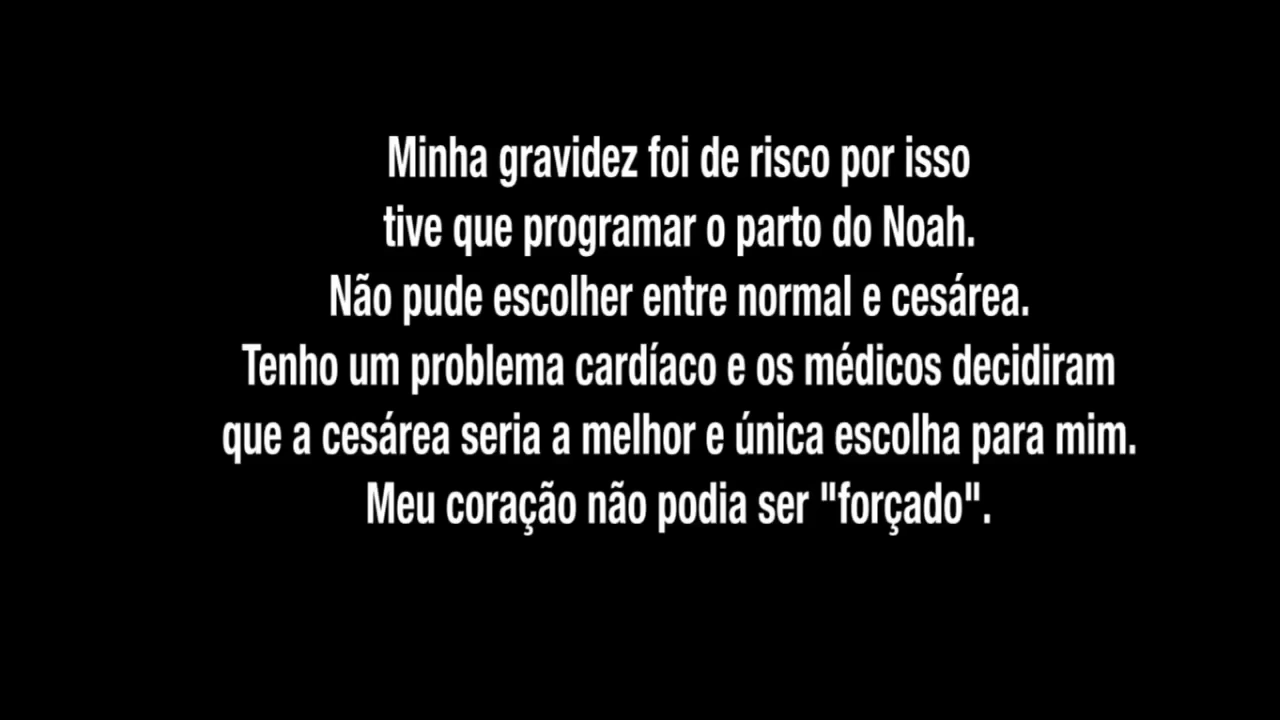 Minha gravidez foi de risco por isso
tive que programar o parto do Noah.
Não pude escolher entre normal e cesárea.
Tenho um problema cardíaco e os médicos decidiram
que a cesárea seria a melhor e única escolha para mim.
Meu coração não podia ser "forçado".